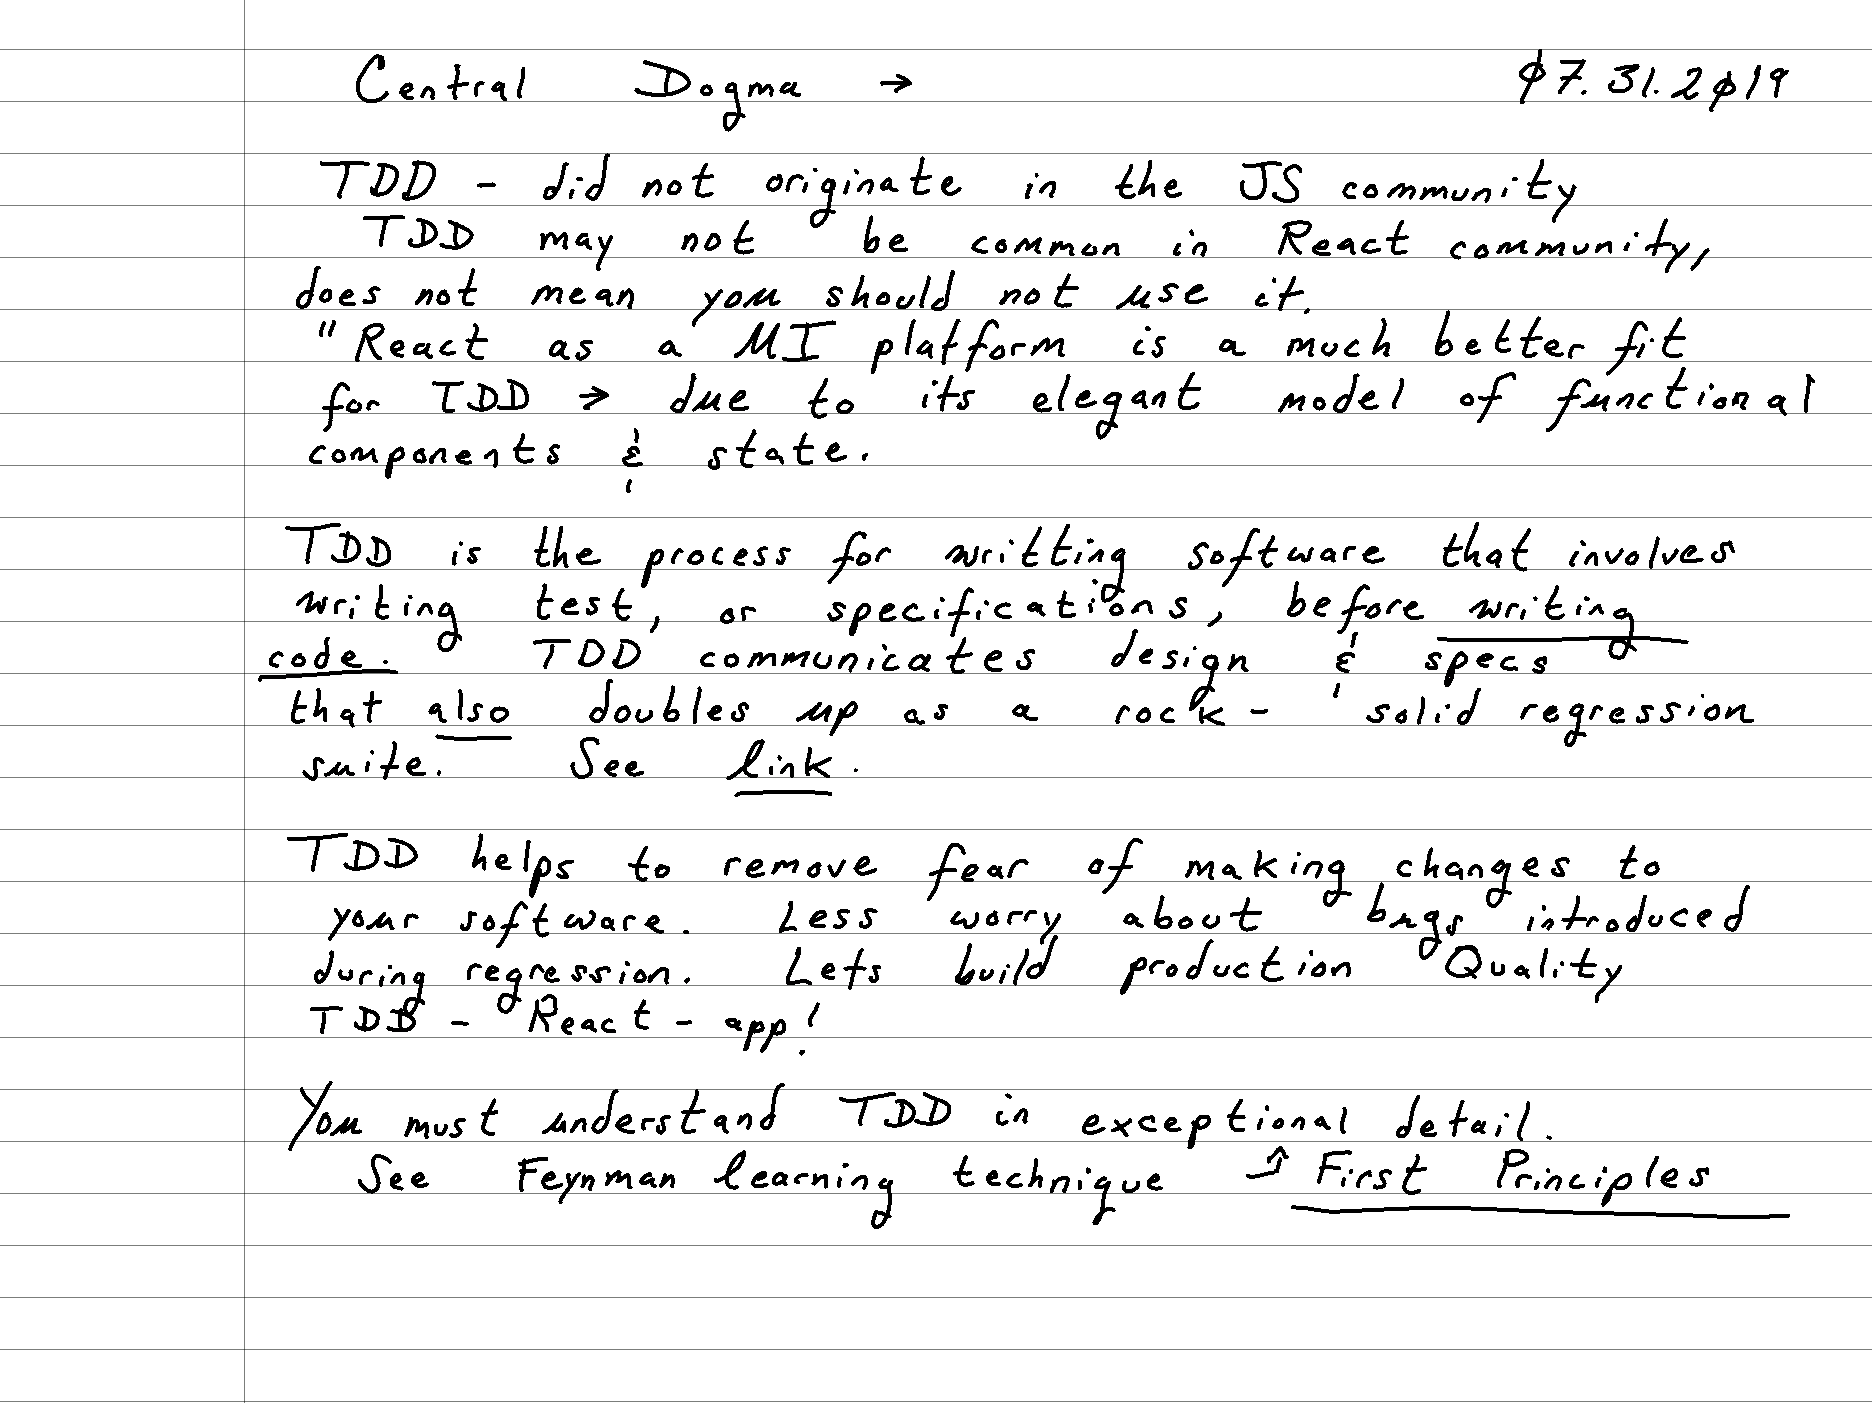 Central Dogma → 07.31.2019
TDD - did not originate in the JS community
TDD may not be common in React community,
does not mean you should not use it.
"React as a UI platform is a much better fit
for TDD → due to its elegant model of functional
components & state.
TDD is the process for writting software that involves
writing test, or specifications, before writing
code. TDD communicates design & specs
that also doubles up as a rock - solid regression
suite. See link.
TDD helps to remove fear of making changes to
your software. Less worry about bugs introduced
during regression. Lets build production Quality
TDD - React - app!
You must understand TDD in exceptional detail.
See Feynman learning technique → First Principles